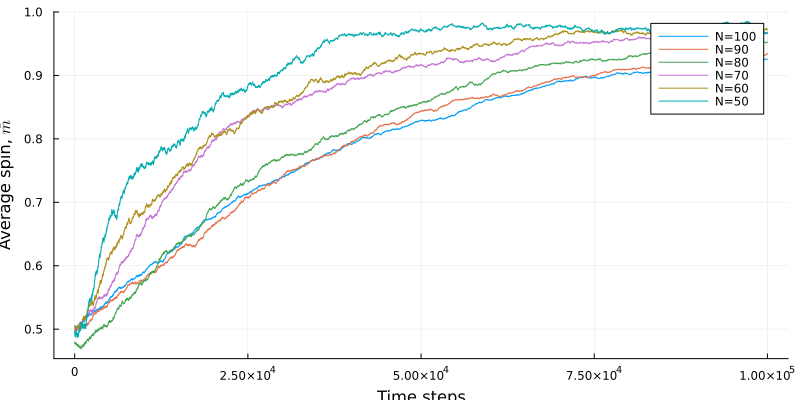 1.0
0.9
0.8
0.7
0.6
0.5
Average spin, m̄
N=100
N=90
N=80
N=70
N=60
N=50
0
2.50×10⁴
5.00×10⁴
7.50×10⁴
1.00×10⁵
Time steps